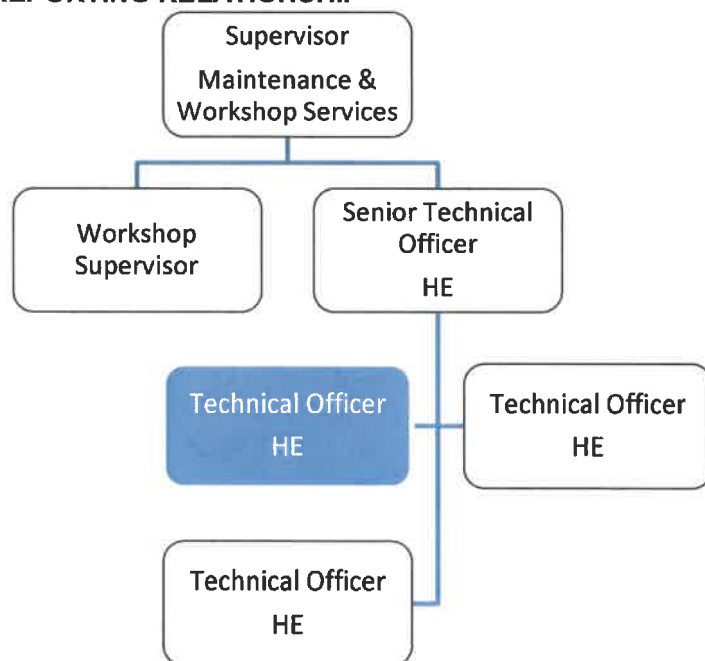 Supervisor
Maintenance &
Workshop Services
Workshop
Supervisor
Senior Technical
Officer
HE
Technical Officer
HE
Technical Officer
HE
Technical Officer
HE